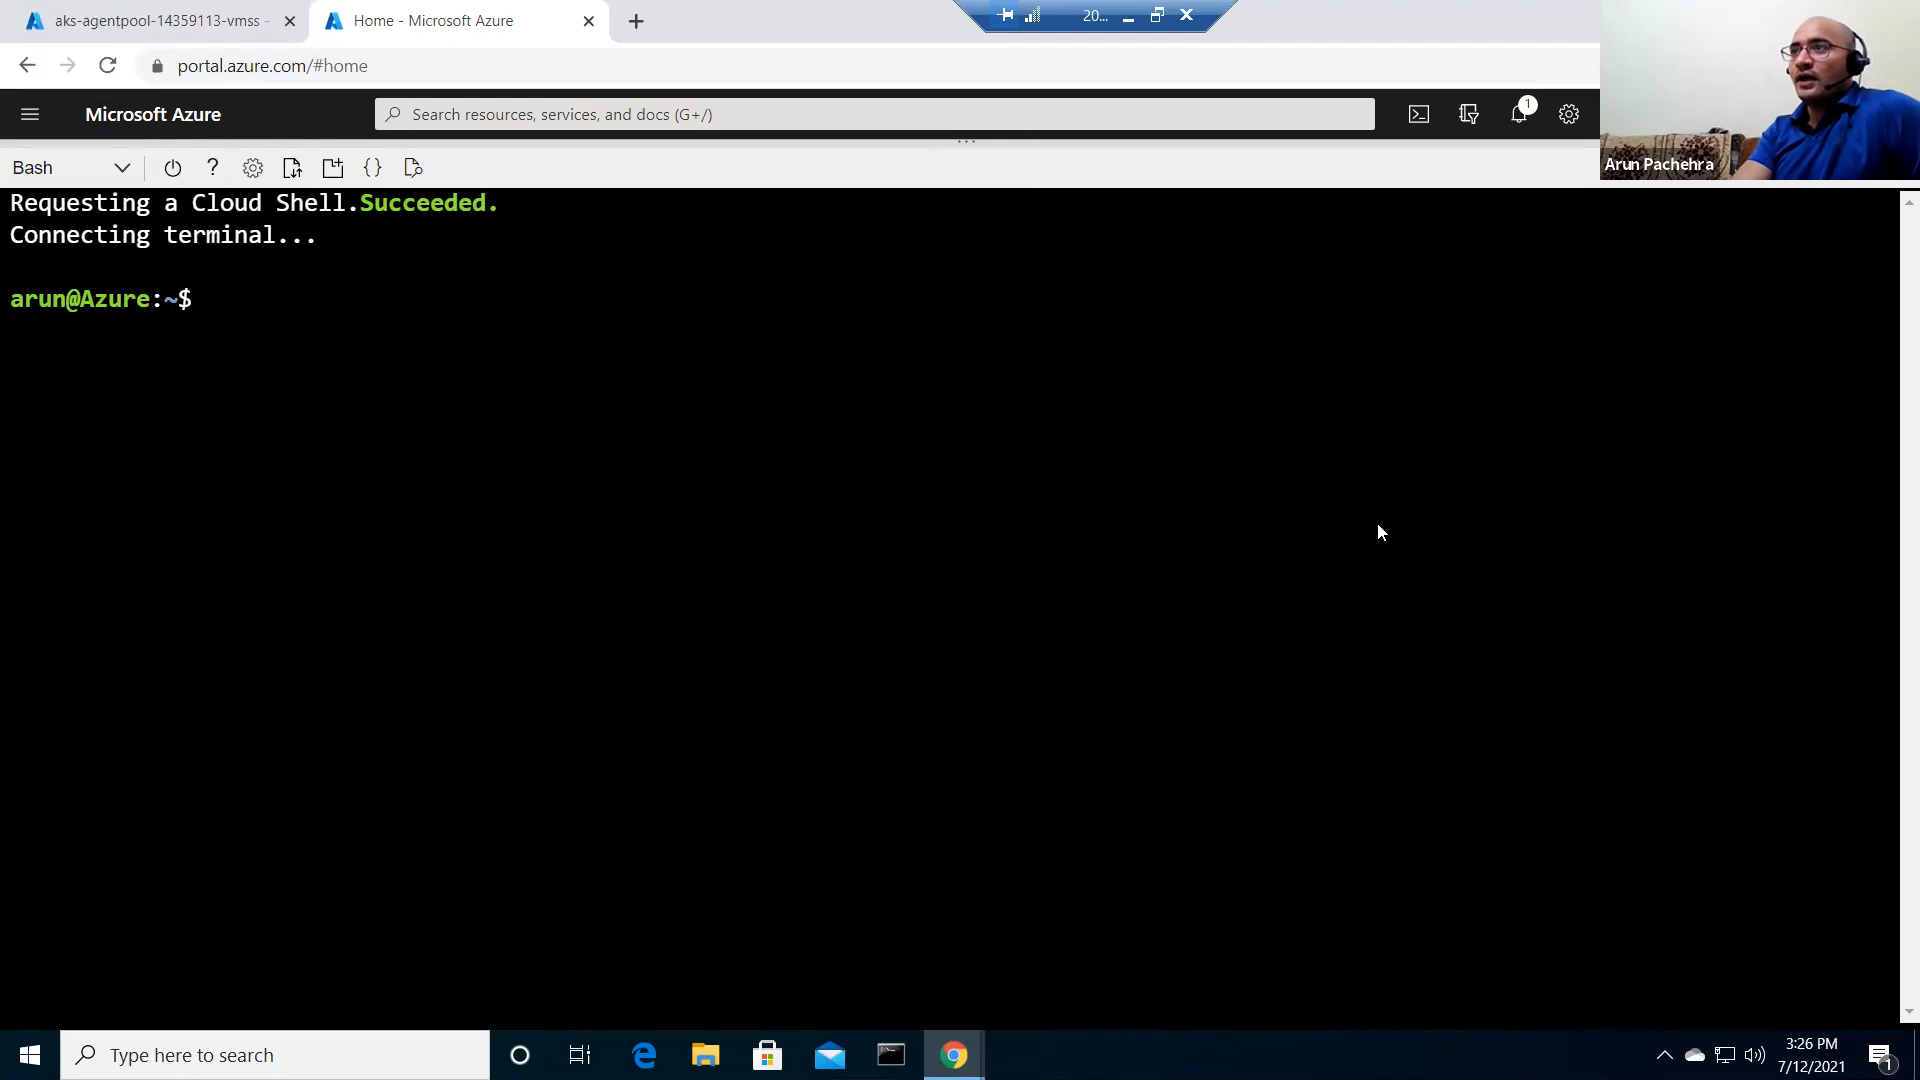 aks-agentpool-14359113-vmss -
Home - Microsoft Azure
20...
portal.azure.com/#home
Microsoft Azure
Search resources, services, and docs (G+/)
1
Bash
Arun Pachehra
Requesting a Cloud Shell.Succeeded.
Connecting terminal...
arun@Azure:~$
Type here to search
3:26 PM
7/12/2021
1